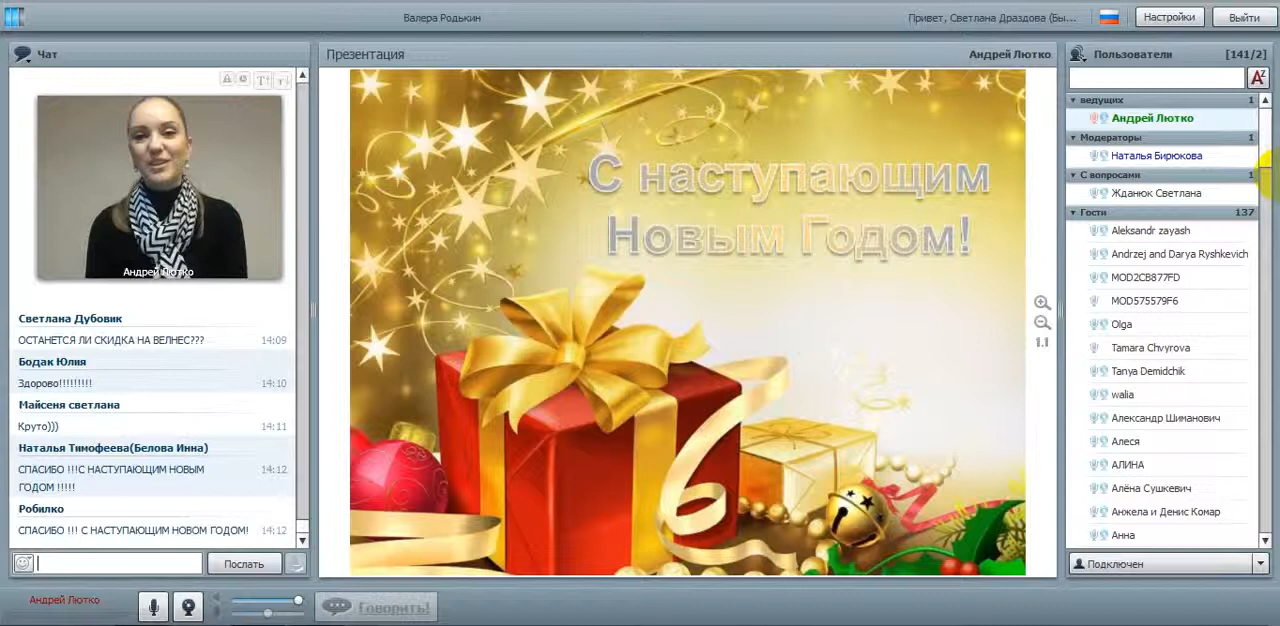 Валера Родькин
Привет, Светлана Драздова (Бы...
Настройки
Выйти
Чат
Андрей Лютко
Светлана Дубовик
ОСТАНЕТСЯ ЛИ СКИДКА НА ВЕЛНЕС???
14:09
Бодак Юлия
Здорово!!!!!!!!!
14:10
Майсеня светлана
Круто)))
14:11
Наталья Тимофеева(Белова Инна)
СПАСИБО !!!С НАСТУПАЮЩИМ НОВЫМ
14:12
ГОДОМ !!!!!
Робилко
СПАСИБО !!! С НАСТУПАЮЩИМ НОВОМ ГОДОМ!
14:12
Послать
Презентация
Андрей Лютко
С наступающим
Новым Годом!
1:1
Пользователи
[141/2]
ведущих
1
Андрей Лютко
Модераторы
1
Наталья Бирюкова
С вопросами
1
Жданюк Светлана
Гости
137
Aleksandr zayash
Andrzej and Darya Ryshkevich
MOD2CB877FD
MOD575579F6
Olga
Tamara Chvyrova
Tanya Demidchik
walia
Александр Шиманович
Алеся
АЛИНА
Алёна Сушкевич
Анжела и Денис Комар
Анна
Подключен
Андрей Лютко
Говорить!